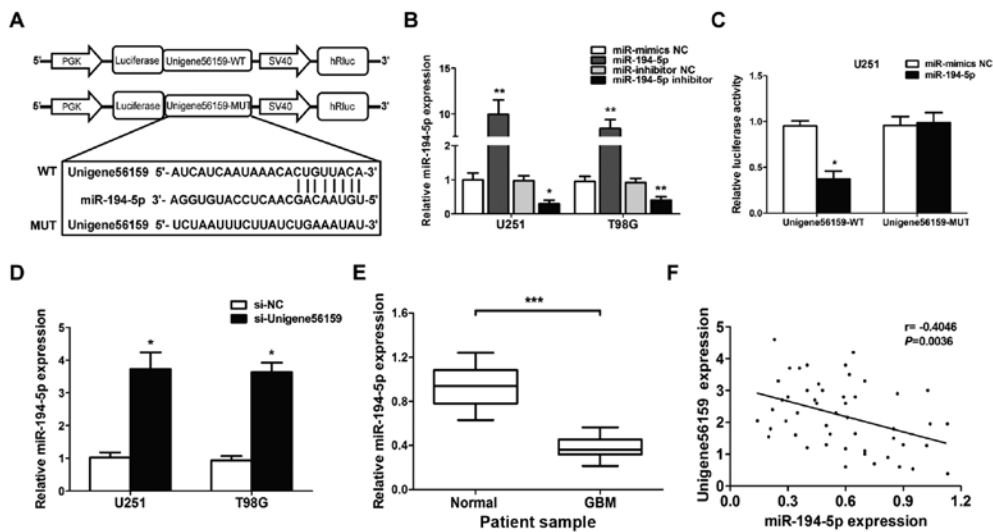 A
5' PGK Luciferase Unigene56159-WT SV40 hRluc 3'
5' PGK Luciferase Unigene56159-MUT SV40 hRluc 3'
WT Unigene56159 5'- AUCAUCAAUAAACACUGUUACA-3'
miR-194-5p 3'- AGGUGUACCUCAACGACAAUGU-5'
MUT Unigene56159 5'- UCUAAUUUCUUAUCUGAAAUAU-3'
B
miR-mimics NC
miR-194-5p
miR-inhibitor NC
miR-194-5p inhibitor
Relative miR-194-5p expression
15
10
5
2
1
0
**
*
**
**
U251
T98G
C
U251
miR-mimics NC
miR-194-5p
Relative luciferase activity
1.5
1.0
0.5
0.0
*
Unigene56159-WT
Unigene56159-MUT
D
si-NC
si-Unigene56159
Relative miR-194-5p expression
5
4
3
2
1
0
*
*
U251
T98G
E
Relative miR-194-5p expression
1.6
1.2
0.8
0.4
0.0
***
Normal
GBM
Patient sample
F
Unigene56159 expression
5
4
3
2
1
0
r= -0.4046
P=0.0036
0.0
0.3
0.6
0.9
1.2
miR-194-5p expression